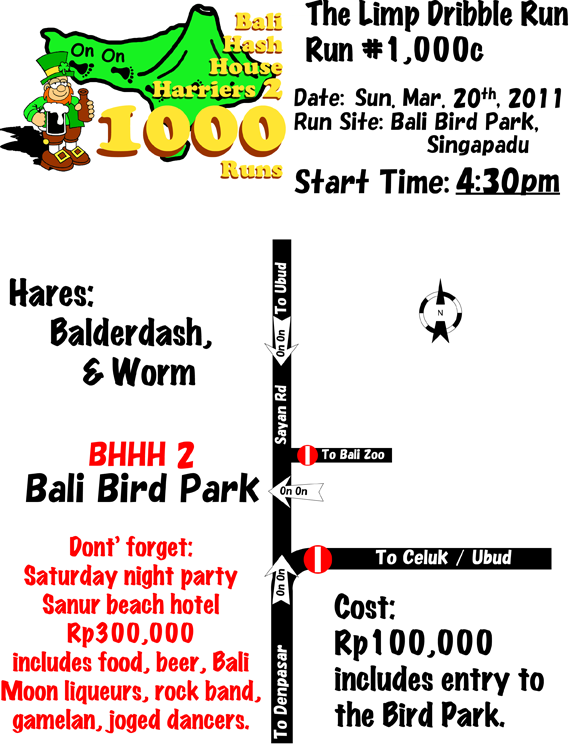 Bali
Hash
House
Harriers 2
1000
Runs
On On
The Limp Dribble Run
Run #1,000c
Date: Sun. Mar. 20th, 2011
Run Site: Bali Bird Park,
Singapadu
Start Time: 4:30pm
Hares:
Balderdash,
& Worm
To Ubud
On On
N
Sayan Rd
To Bali Zoo
BHHH 2
Bali Bird Park
On On
To Celuk / Ubud
On On
To Denpasar
Dont' forget:
Saturday night party
Sanur beach hotel
Rp300,000
includes food, beer, Bali
Moon liqueurs, rock band,
gamelan, joged dancers.
Cost:
Rp100,000
includes entry to
the Bird Park.